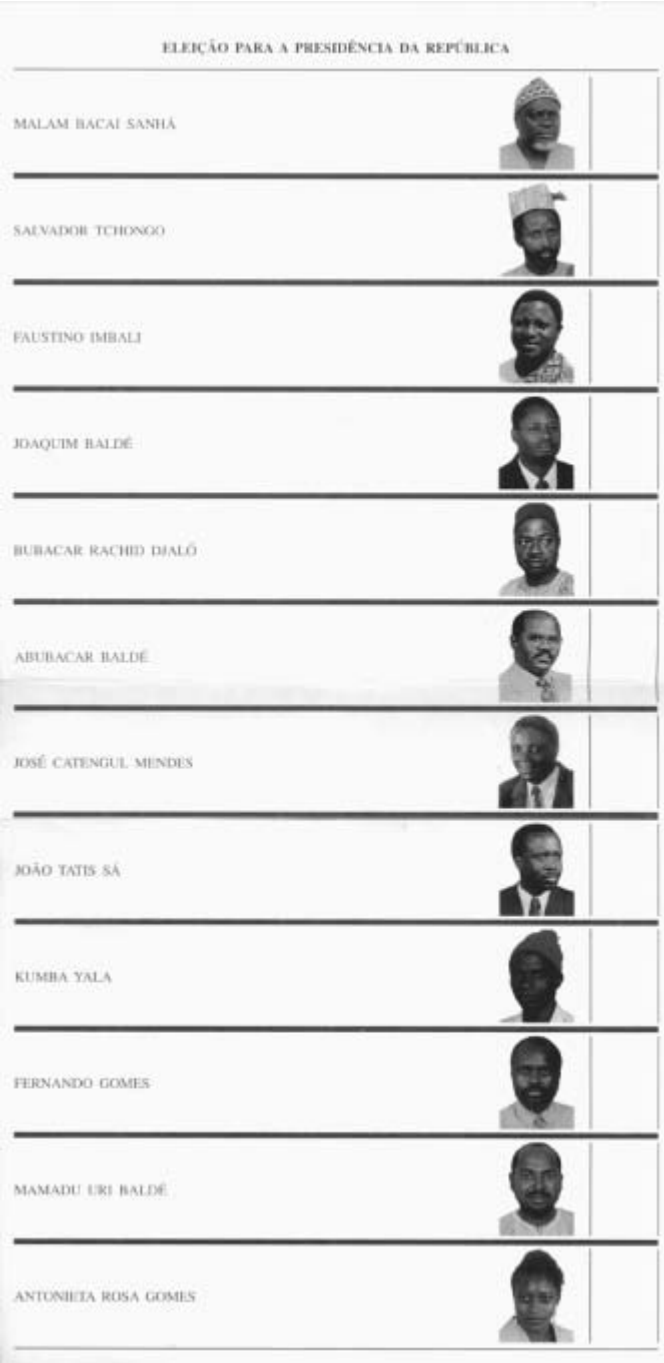 ELEIÇÃO PARA A PRESIDÊNCIA DA REPÚBLICA
MALAM BACAI SANHÁ
SALVADOR TCHONGO
FAUSTINO IMBALI
JOAQUIM BALDÉ
BUBACAR RACHID DJALÓ
ABUBACAR BALDÉ
JOSÉ CATENGUL MENDES
JOÃO TATIS SÁ
KUMBA YALA
FERNANDO GOMES
MAMADU URI BALDÉ
ANTONIETA ROSA GOMES